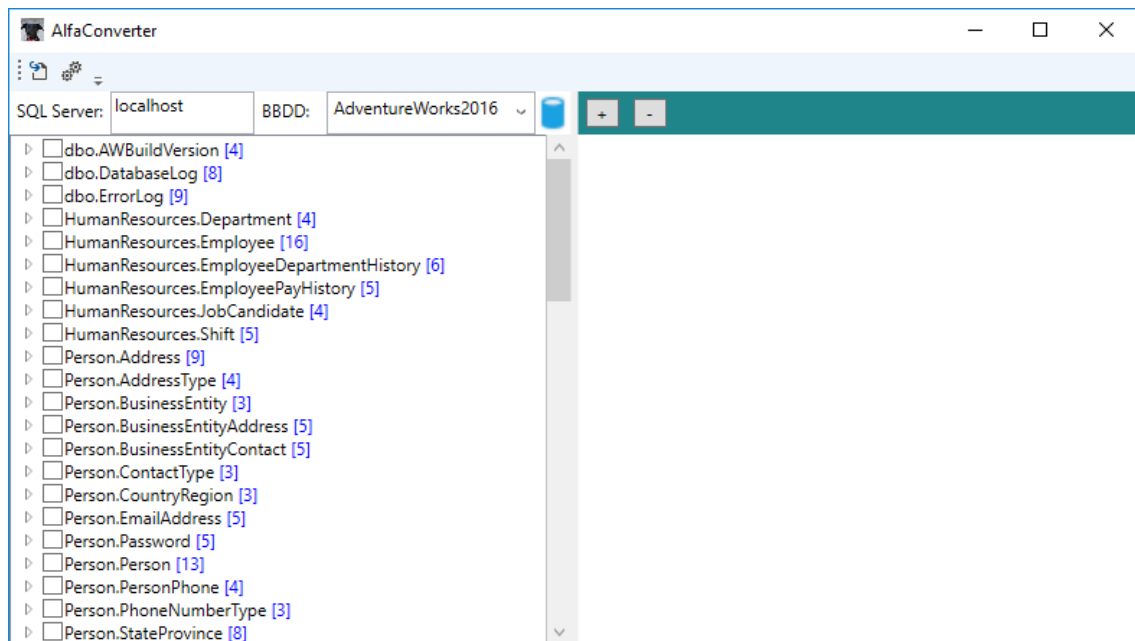 AlfaConverter
SQL Server: localhost BBDD: AdventureWorks2016 + -
dbo.AWBuildVersion [4]
dbo.DatabaseLog [8]
dbo.ErrorLog [9]
HumanResources.Department [4]
HumanResources.Employee [16]
HumanResources.EmployeeDepartmentHistory [6]
HumanResources.EmployeePayHistory [5]
HumanResources.JobCandidate [4]
HumanResources.Shift [5]
Person.Address [9]
Person.AddressType [4]
Person.BusinessEntity [3]
Person.BusinessEntityAddress [5]
Person.BusinessEntityContact [5]
Person.ContactType [3]
Person.CountryRegion [3]
Person.EmailAddress [5]
Person.Password [5]
Person.Person [13]
Person.PersonPhone [4]
Person.PhoneNumberType [3]
Person.StateProvince [8]